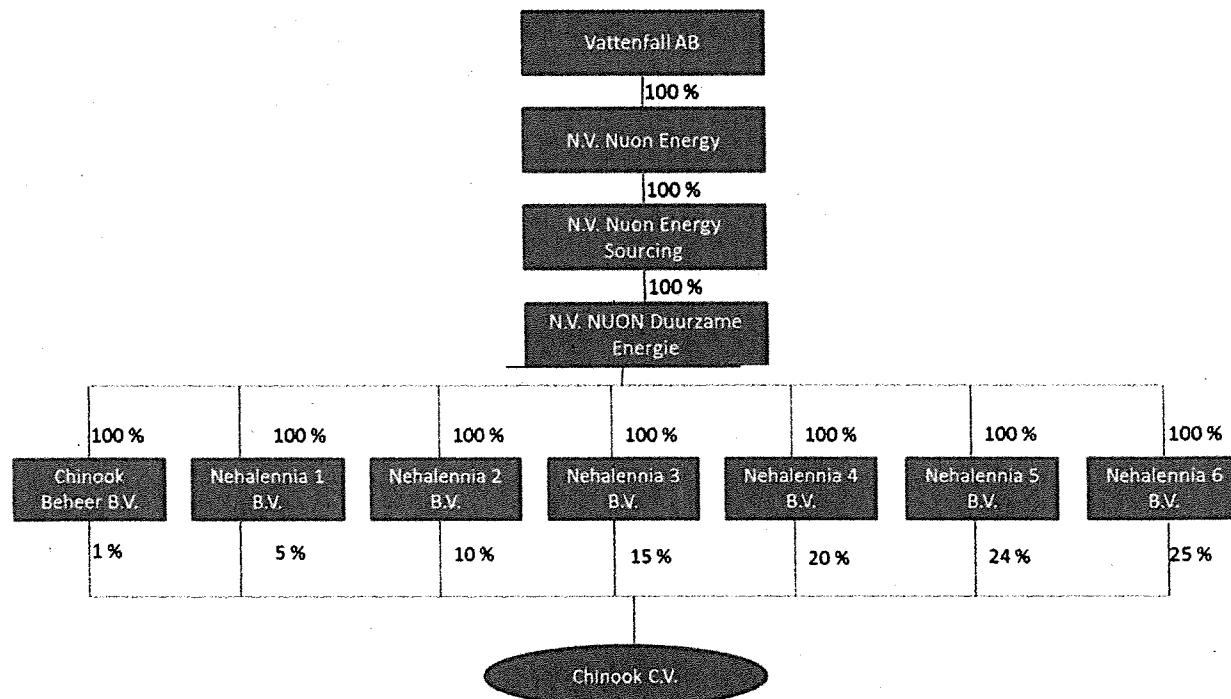 Vattenfall AB
100 %
N.V. Nuon Energy
100 %
N.V. Nuon Energy
Sourcing
100 %
N.V. NUON Duurzame
Energie
100 % 100 % 100 % 100 % 100 % 100 % 100 %
Chinook
Beheer B.V.
Nehalennia 1
B.V.
Nehalennia 2
B.V.
Nehalennia 3
B.V.
Nehalennia 4
B.V.
Nehalennia 5
B.V.
Nehalennia 6
B.V.
1 % 5 % 10 % 15 % 20 % 24 % 25 %
Chinook C.V.